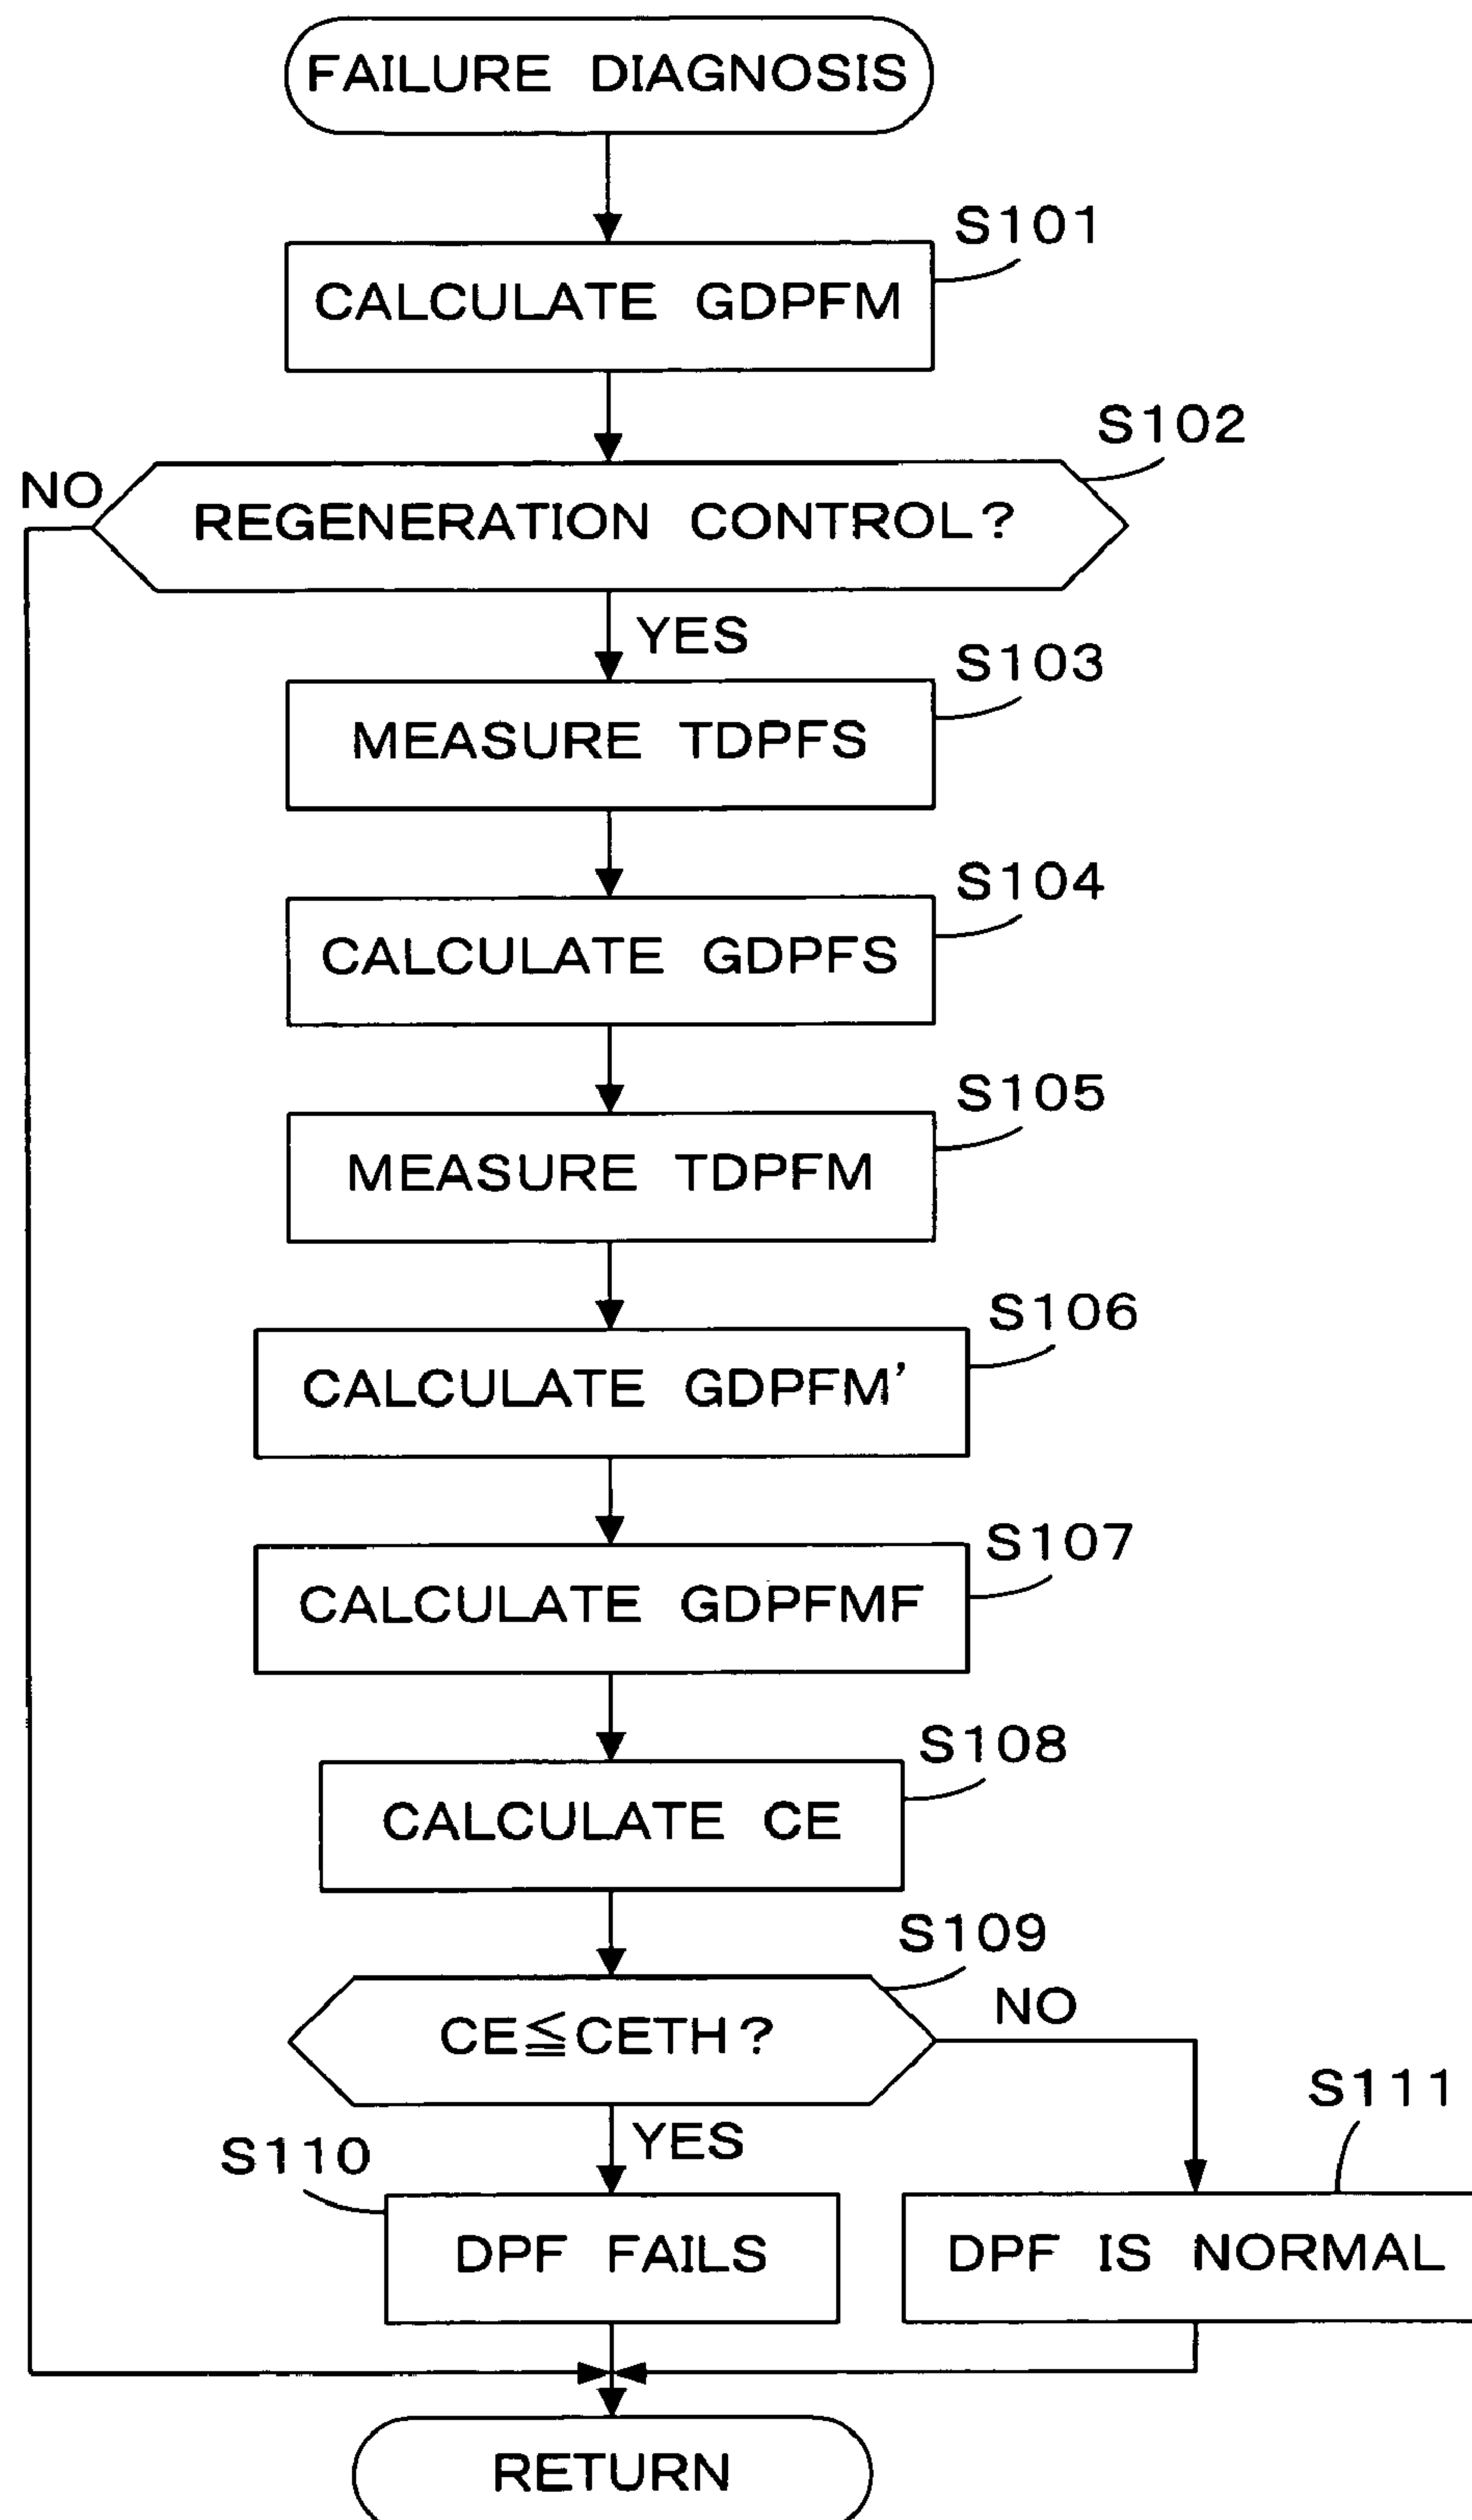 FAILURE DIAGNOSIS
S101
CALCULATE GDPFM
S102
NO
REGENERATION CONTROL?
YES
S103
MEASURE TDPFS
S104
CALCULATE GDPFS
S105
MEASURE TDPFM
S106
CALCULATE GDPFM'
S107
CALCULATE GDPFMF
S108
CALCULATE CE
S109
CE≦CETH?
NO
S111
YES
S110
DPF FAILS
DPF IS NORMAL
RETURN